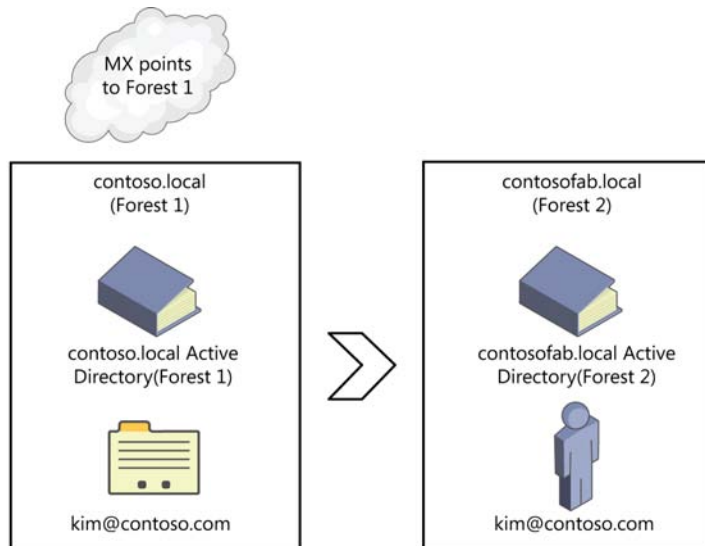 MX points
to Forest 1
contoso.local
(Forest 1)
contoso.local Active
Directory(Forest 1)
kim@contoso.com
contosofab.local
(Forest 2)
contosofab.local Active
Directory(Forest 2)
kim@contoso.com